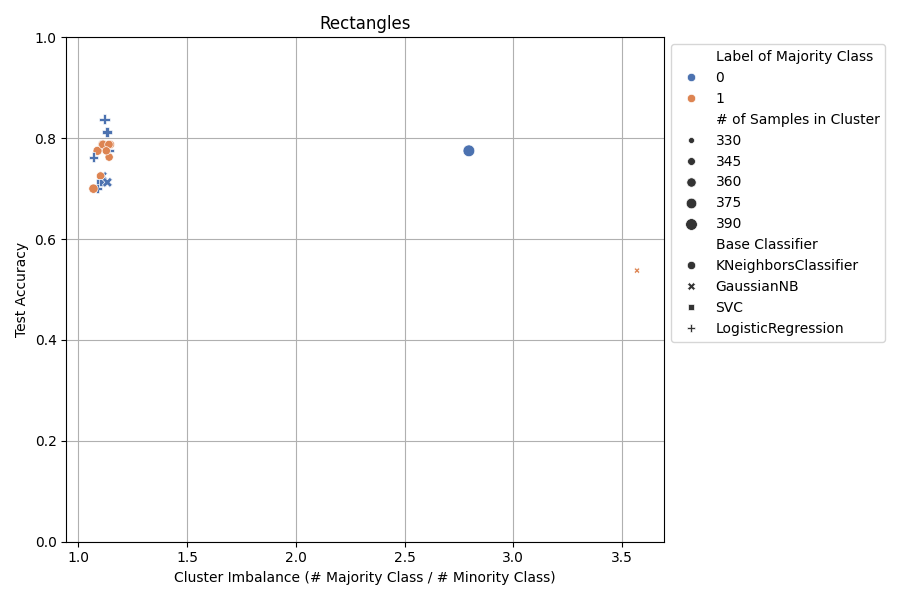 Rectangles
1.0
0.8
0.6
0.4
0.2
0.0
Test Accuracy
1.0 1.5 2.0 2.5 3.0 3.5
Cluster Imbalance (# Majority Class / # Minority Class)
Label of Majority Class
0
1
# of Samples in Cluster
330
345
360
375
390
Base Classifier
KNeighborsClassifier
GaussianNB
SVC
LogisticRegression